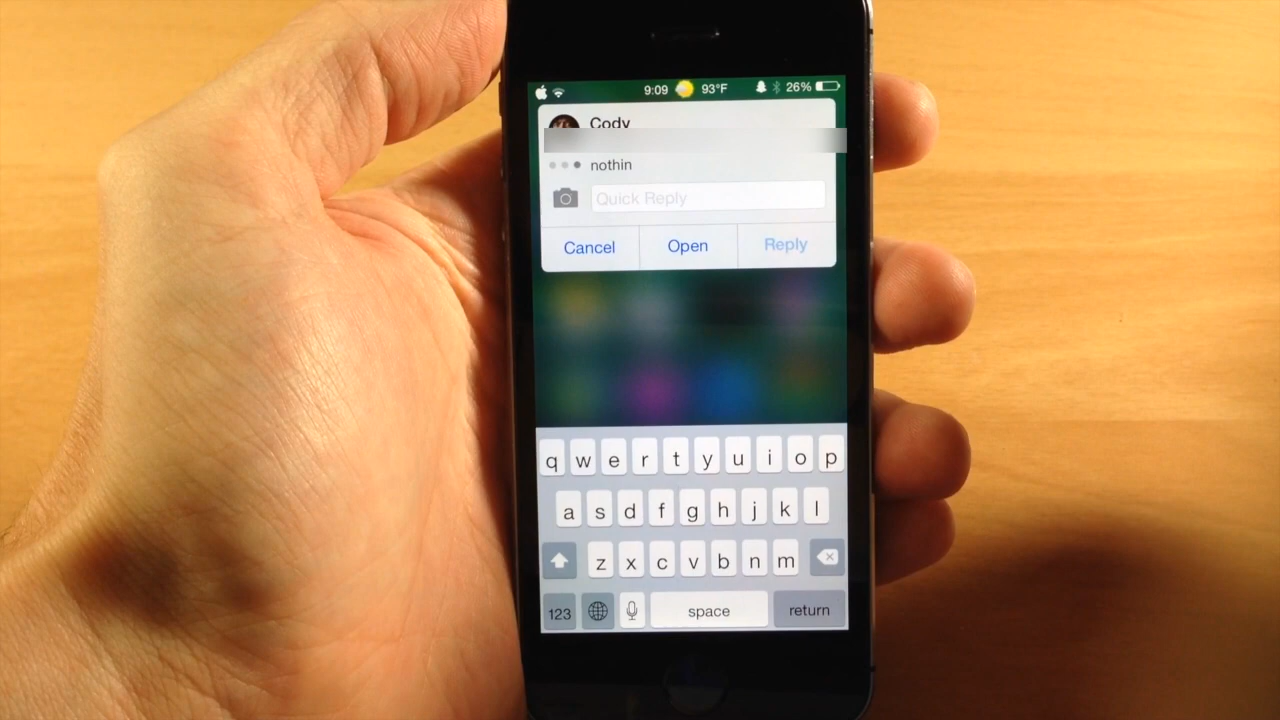 9:09 93°F 26%
Cody
nothin
Quick Reply
Cancel Open Reply
q w e r t y u i o p
a s d f g h j k l
z x c v b n m
123 space return